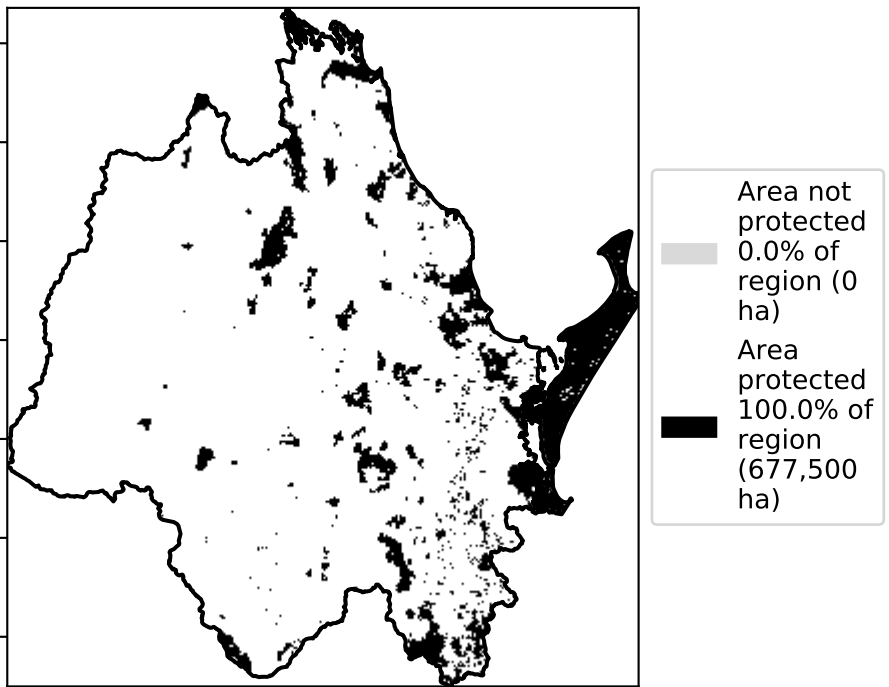 Area not
protected
0.0% of
region (0
ha)
Area
protected
100.0% of
region
(677,500
ha)